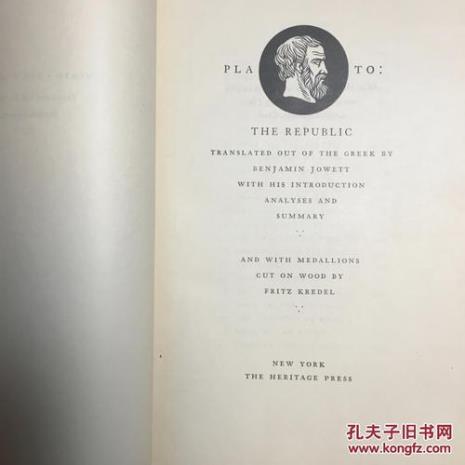 PLA TO:
THE REPUBLIC
TRANSLATED OUT OF THE GREEK BY
BENJAMIN JOWETT
WITH HIS INTRODUCTION
ANALYSES AND
SUMMARY
AND WITH MEDALLIONS
CUT ON WOOD BY
FRITZ KREDEL
NEW YORK
THE HERITAGE PRESS
孔夫子旧书网
www.kongfz.com